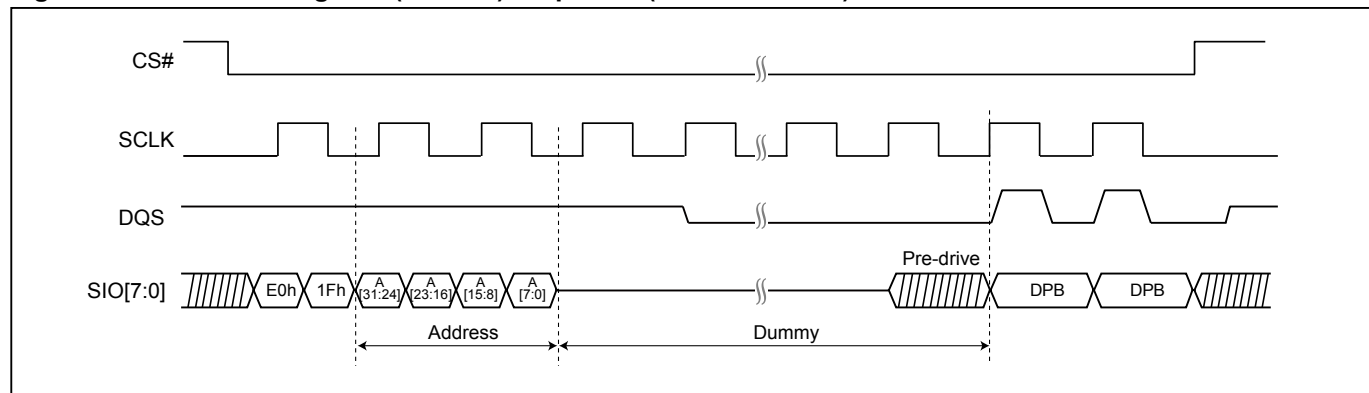 CS#
SCLK
DQS
Pre-drive
SIO[7:0] E0h 1Fh A [31:24] A [23:16] A [15:8] A [7:0] DPB DPB
Address Dummy